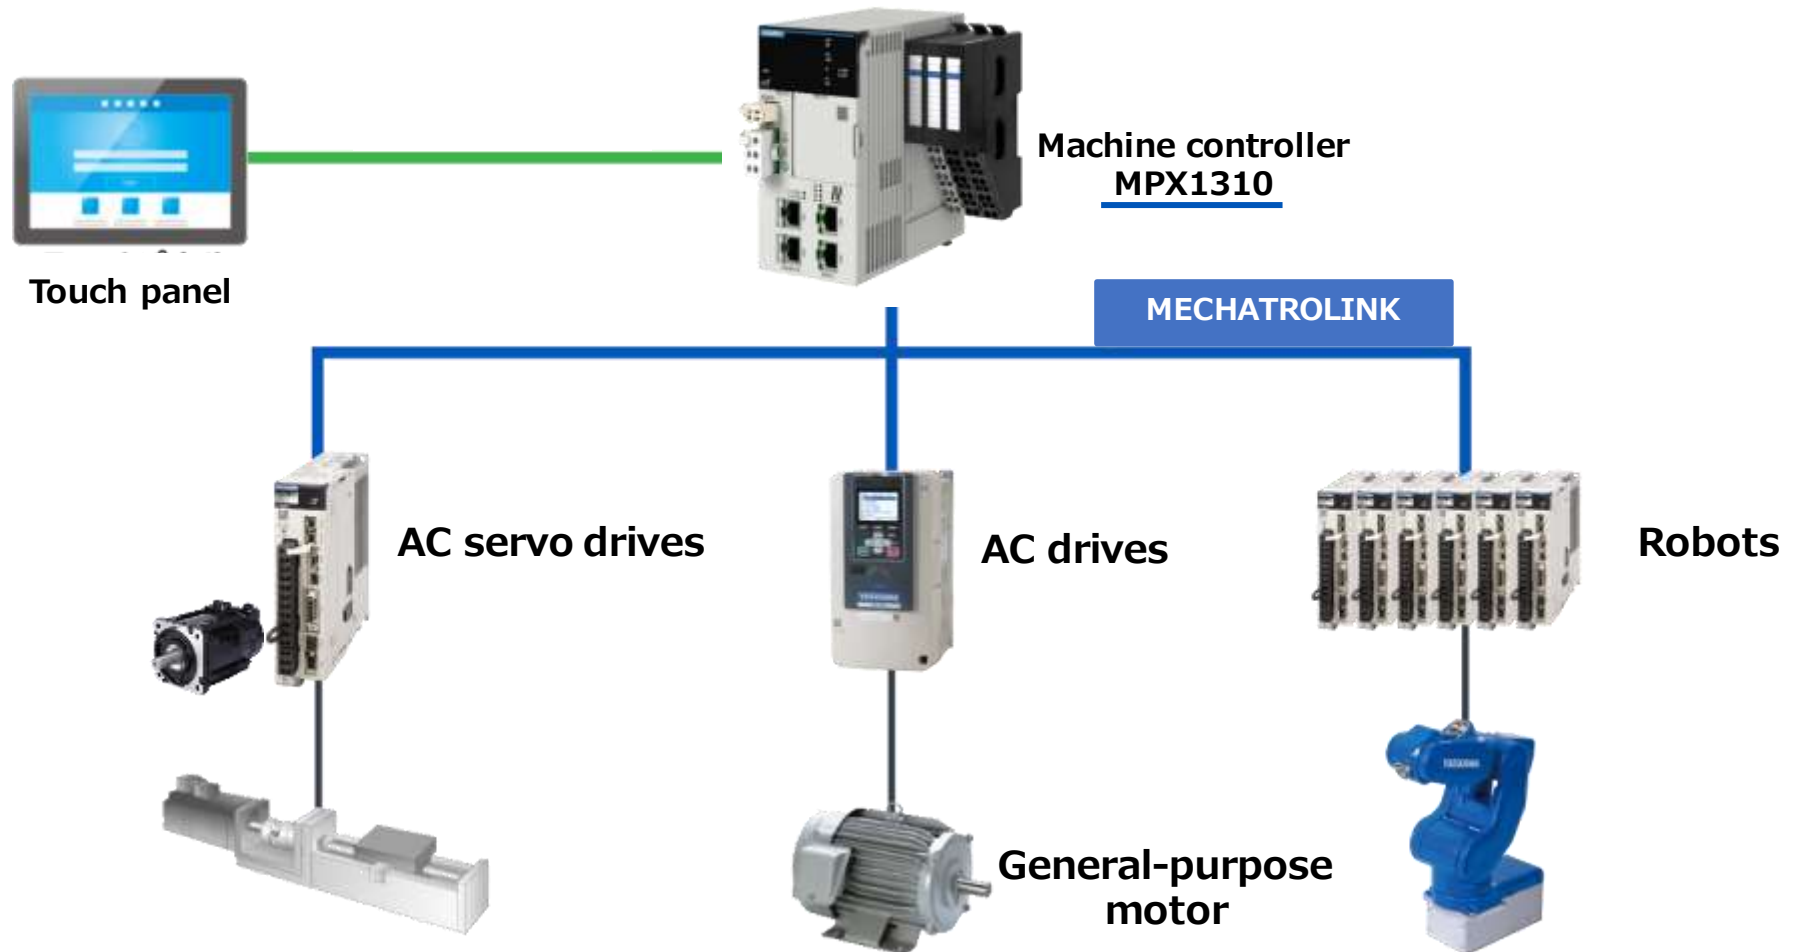 Machine controller
MPX1310
Touch panel
MECHATROLINK
AC servo drives
AC drives
Robots
General-purpose
motor